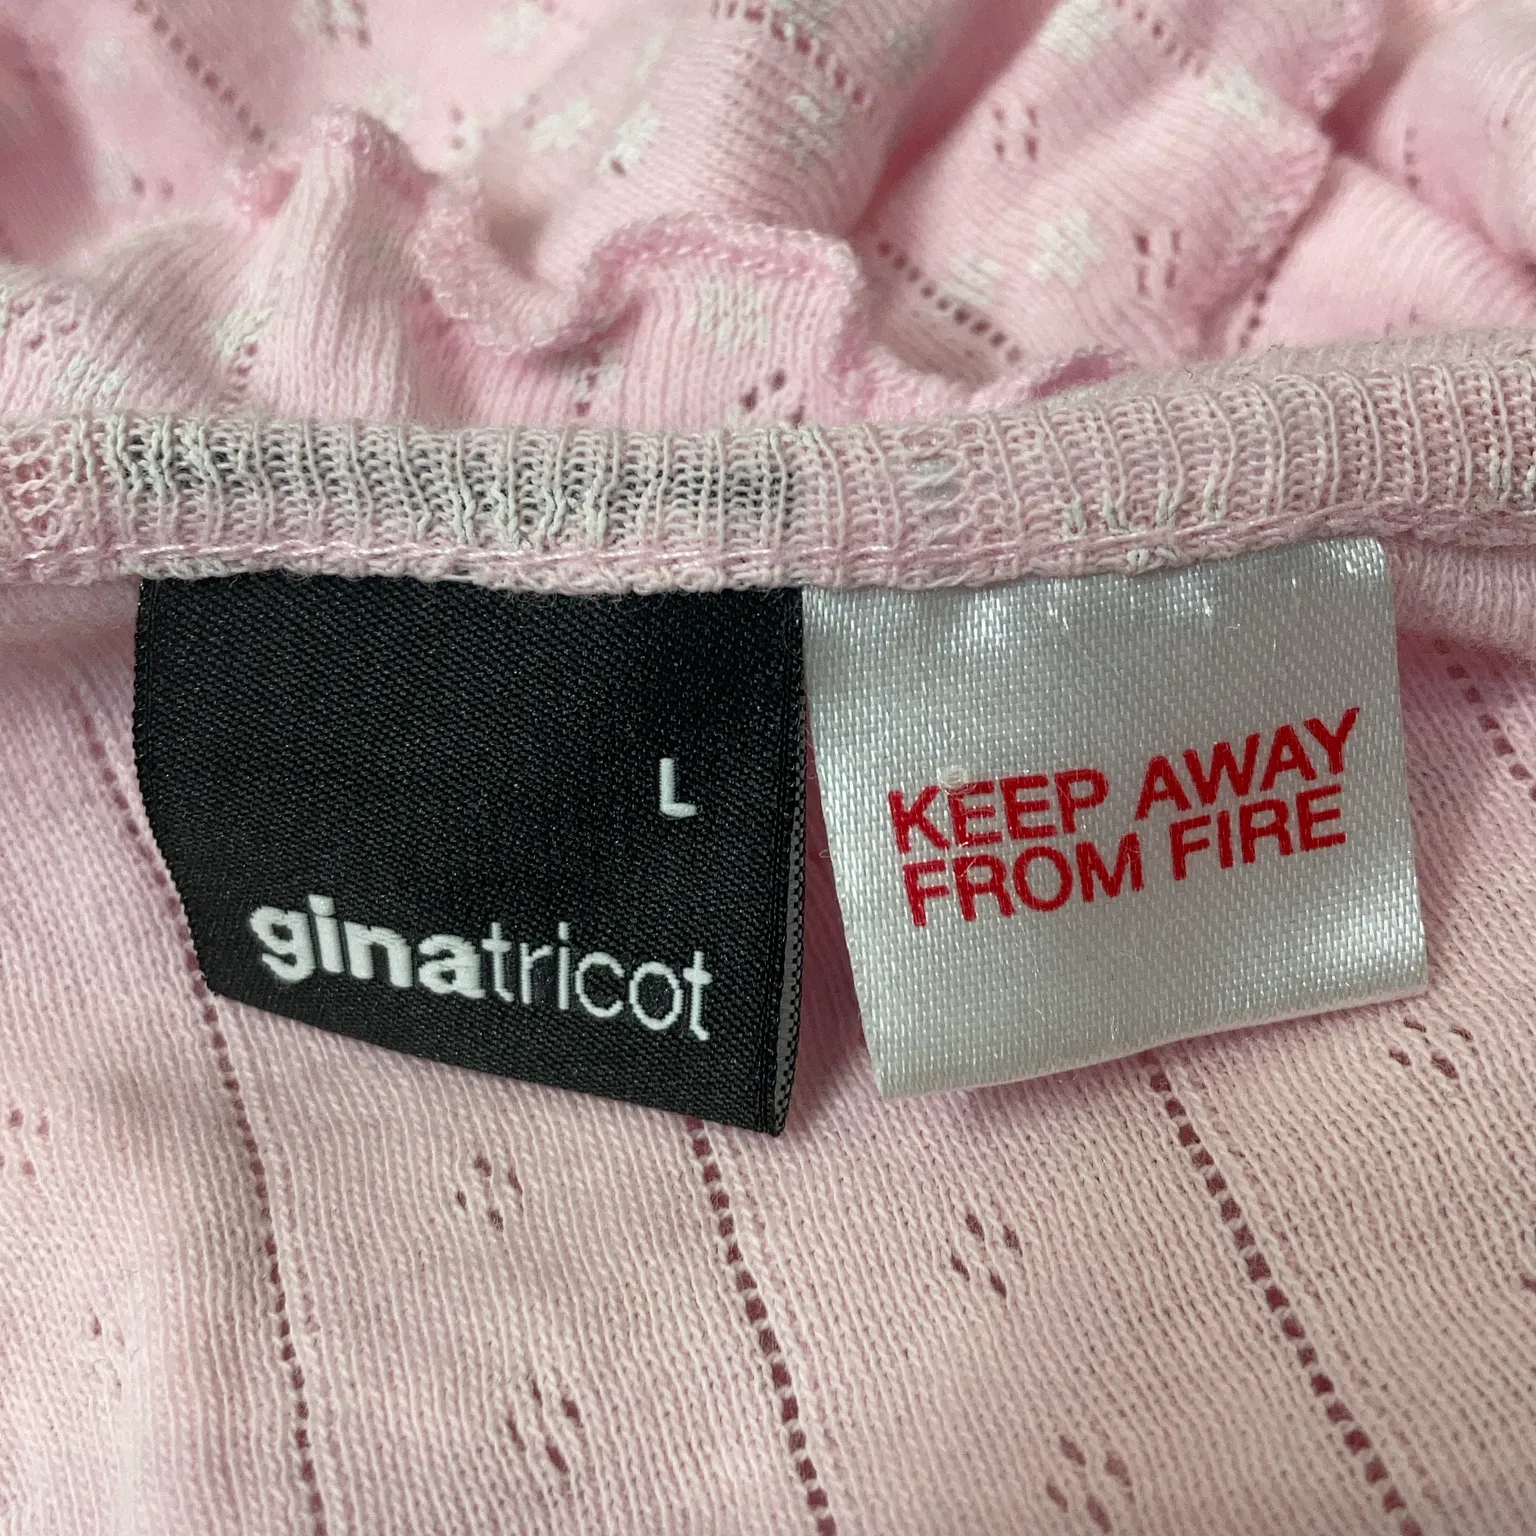 L
ginatricot
KEEP AWAY
FROM FIRE